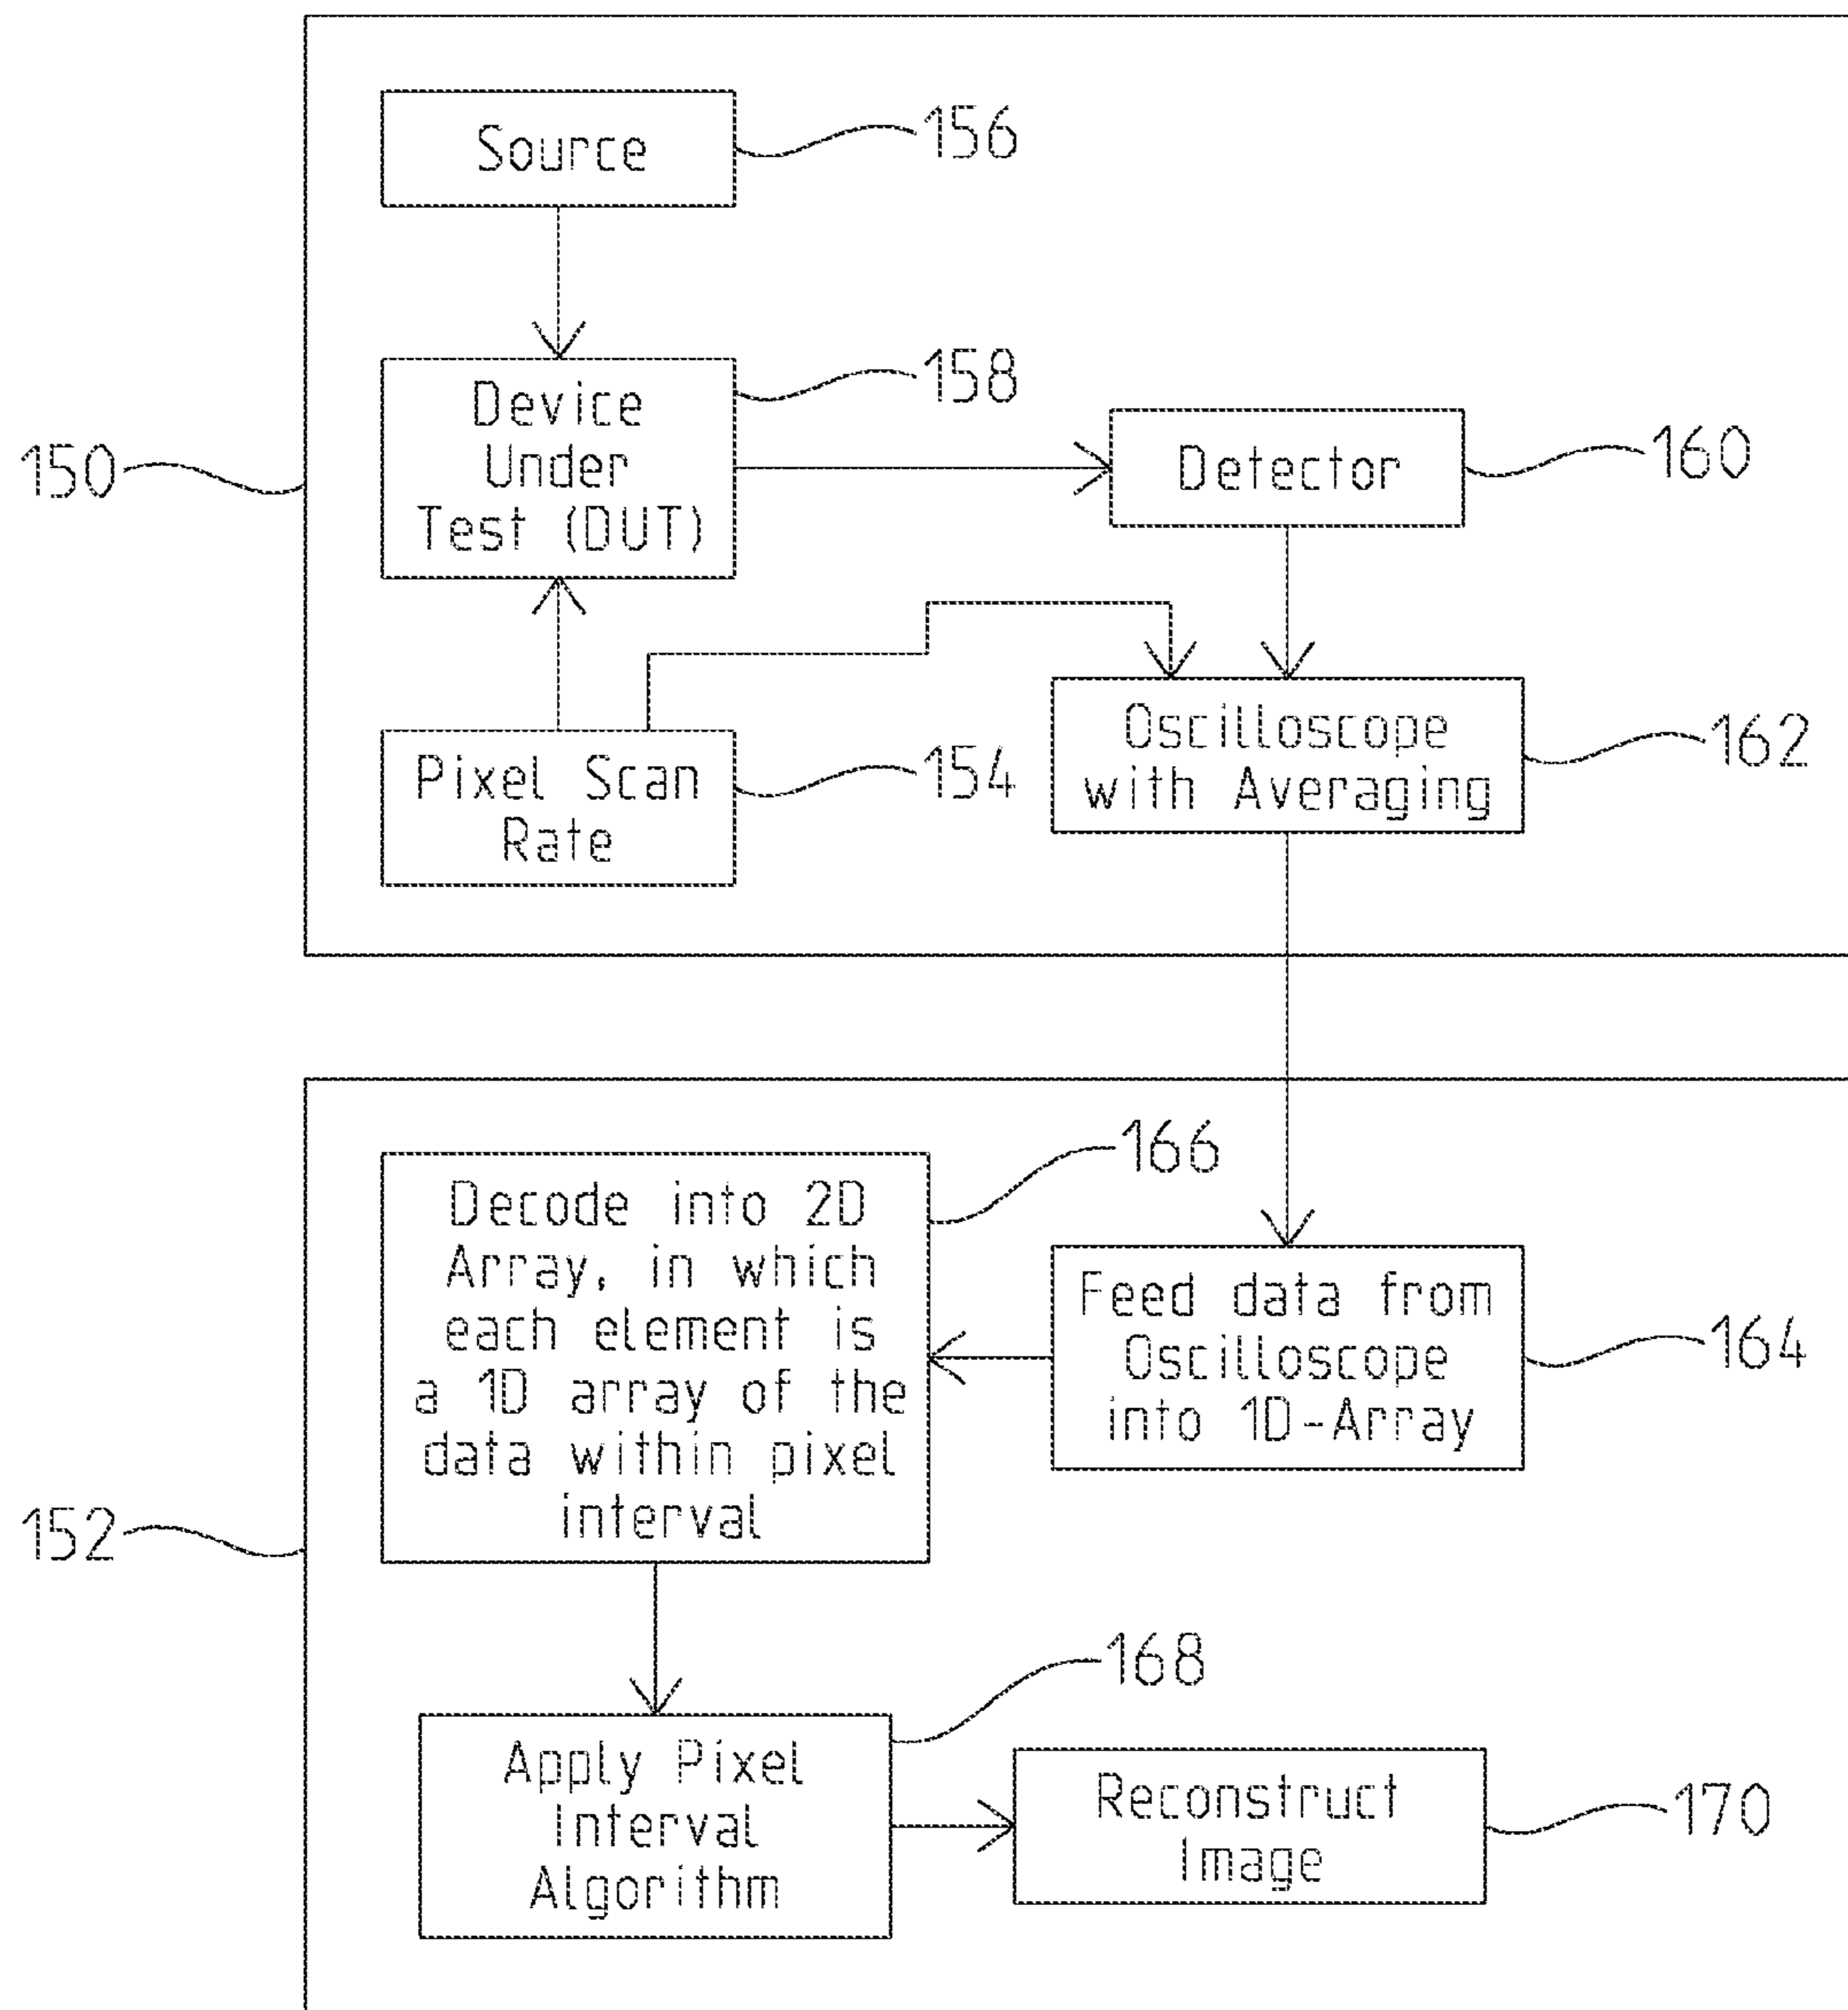 Source
156
Device
Under
Test (DUT)
158
150
Detector
160
Pixel Scan
Rate
154
Oscilloscope
with Averaging
162
Decode into 2D
Array, in which
each element is
a 1D array of the
data within pixel
interval
166
Feed data from
Oscilloscope
into 1D-Array
164
152
Apply Pixel
Interval
Algorithm
168
Reconstruct
Image
170